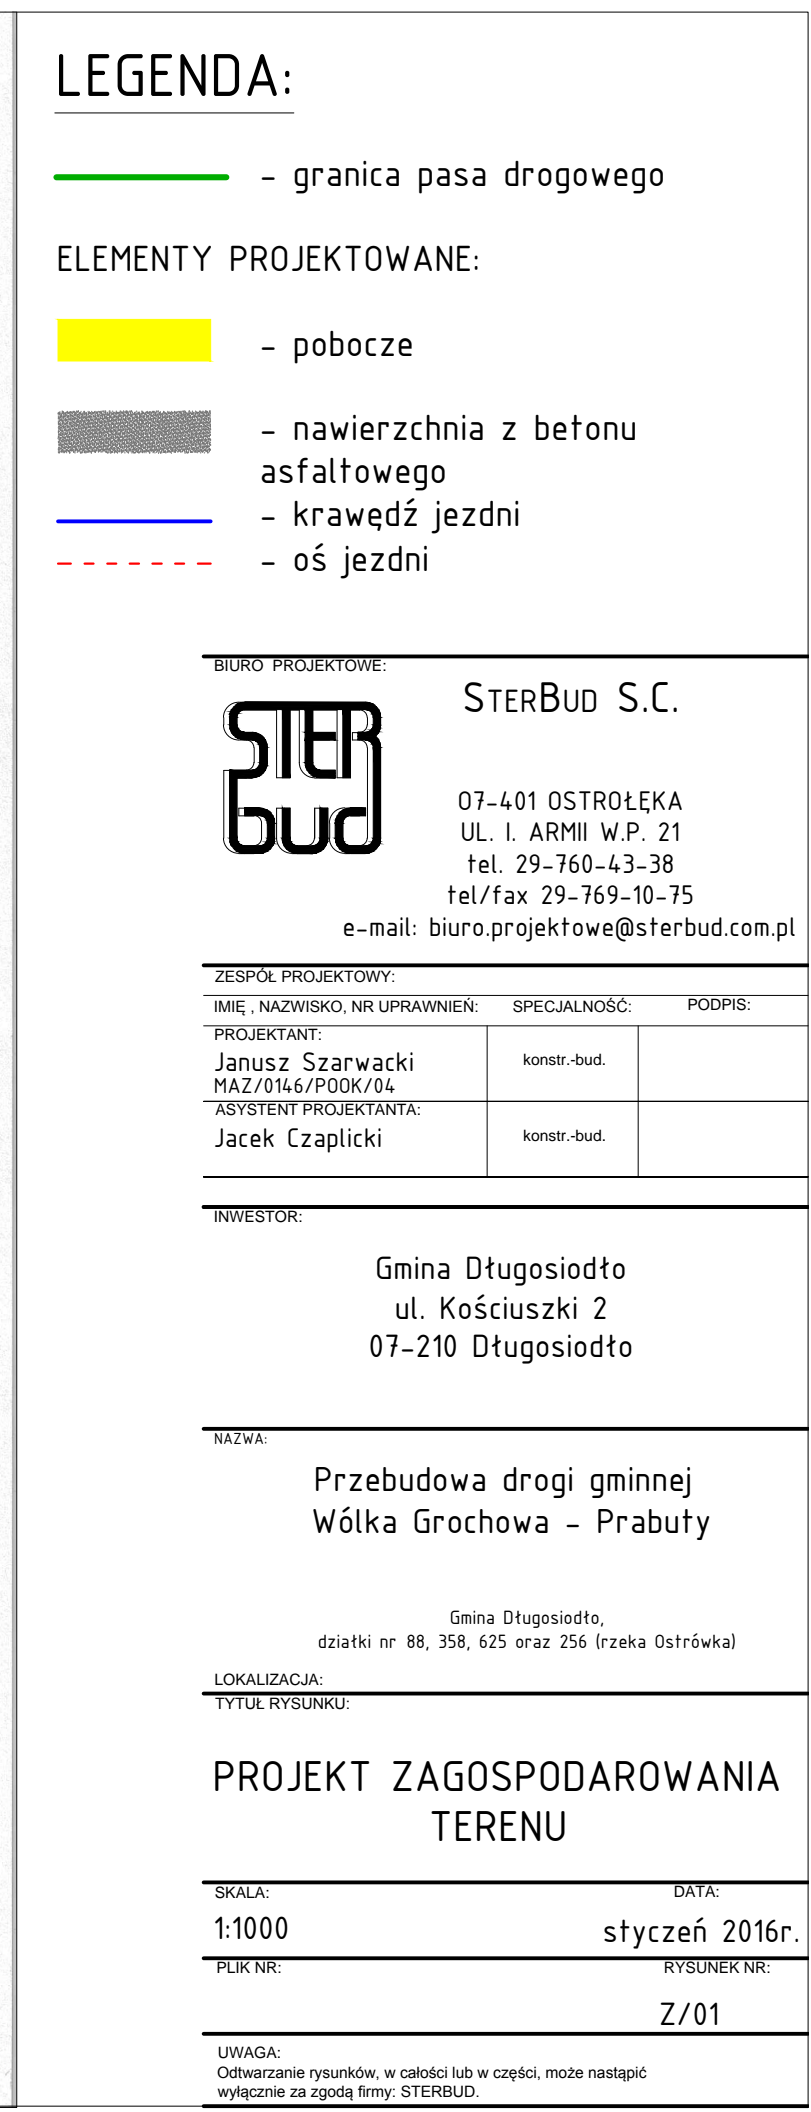 LEGENDA:
- granica pasa drogowego
ELEMENTY PROJEKTOWANE:
- pobocze
- nawierzchnia z betonu
asfaltowego
- krawędź jezdni
- oś jezdni
BIURO PROJEKTOWE:
STER
bud
STERBUD S.C.
07-401 OSTROŁĘKA
UL. I. ARMII W.P. 21
tel. 29-760-43-38
tel/fax 29-769-10-75
e-mail: biuro.projektowe@sterbud.com.pl
ZESPÓŁ PROJEKTOWY:
IMIĘ , NAZWISKO, NR UPRAWNIEŃ: SPECJALNOŚĆ: PODPIS:
PROJEKTANT:
Janusz Szarwacki konstr.-bud.
MAZ/0146/POOK/04
ASYSTENT PROJEKTANTA:
Jacek Czaplicki konstr.-bud.
INWESTOR:
Gmina Długosiodło
ul. Kościuszki 2
07-210 Długosiodło
NAZWA:
Przebudowa drogi gminnej
Wólka Grochowa - Prabuty
Gmina Długosiodło,
działki nr 88, 358, 625 oraz 256 (rzeka Ostrówka)
LOKALIZACJA:
TYTUŁ RYSUNKU:
PROJEKT ZAGOSPODAROWANIA
TERENU
SKALA: DATA:
1:1000 styczeń 2016r.
PLIK NR: RYSUNEK NR:
Z/01
UWAGA:
Odtwarzanie rysunków, w całości lub w części, może nastąpić
wyłącznie za zgodą firmy: STERBUD.